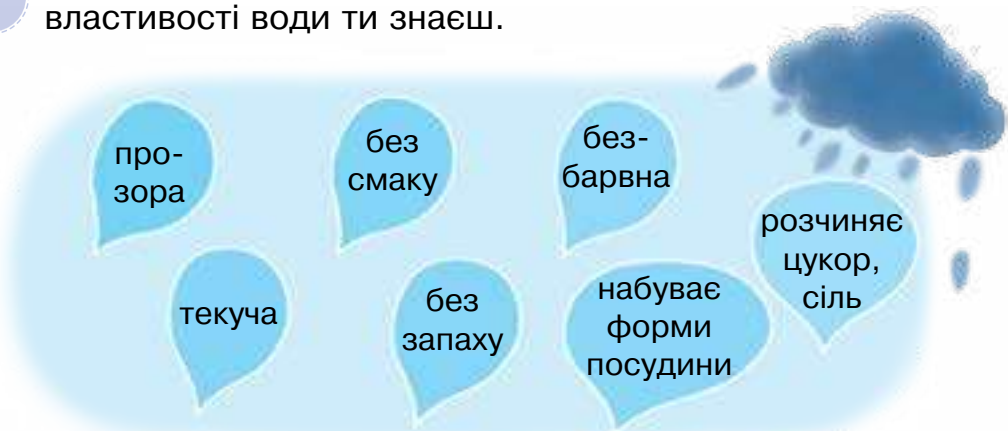 властивості води ти знаєш.
про-
зора
без
смаку
без-
барвна
розчиняє
цукор,
сіль
текуча
без
запаху
набуває
форми
посудини